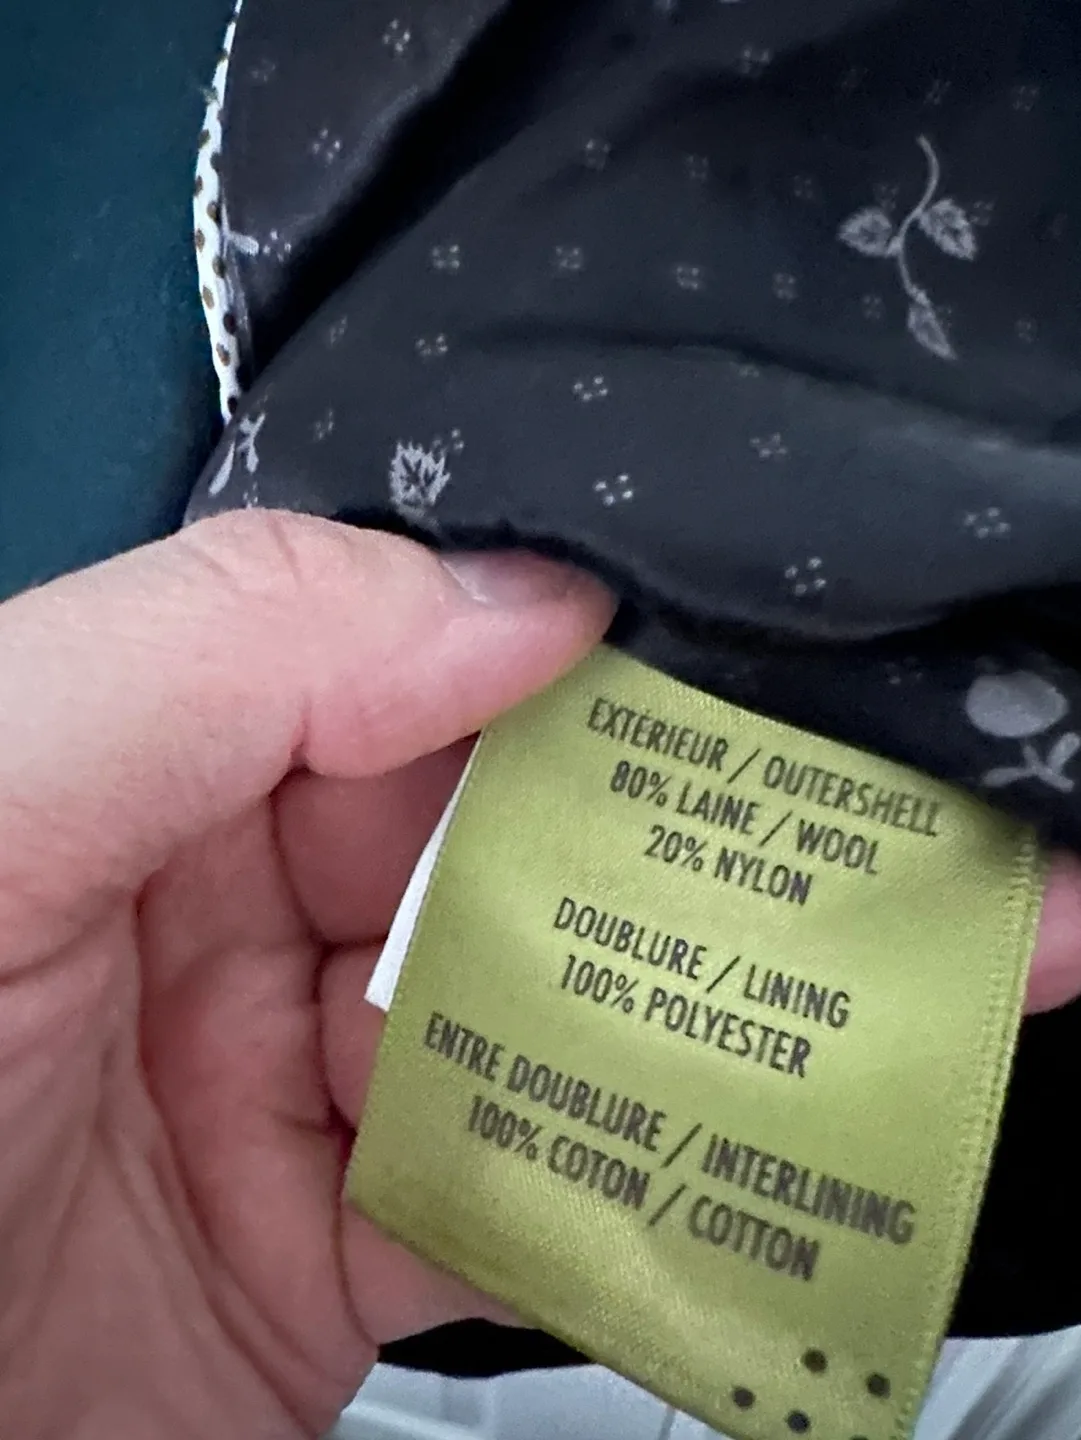 EXTÉRIEUR / OUTERSHELL
80% LAINE / WOOL
20% NYLON
DOUBLURE / LINING
100% POLYESTER
ENTRE DOUBLURE / INTERLINING
100% COTON / COTTON